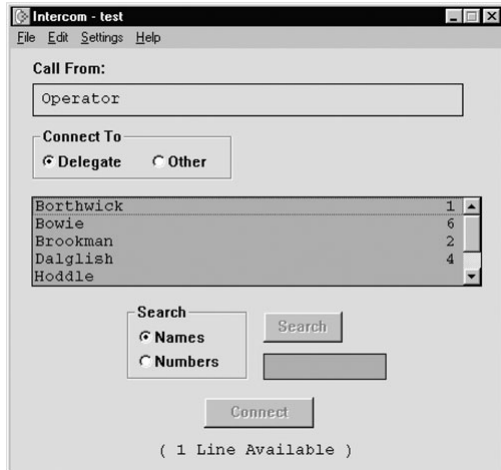 Intercom - test
File Edit Settings Help
Call From:
Operator
Connect To
Delegate Other
Borthwick 1
Bowie 6
Brookman 2
Dalglish 4
Hoddle
Search
Names
Search
Numbers
Connect
( 1 Line Available )